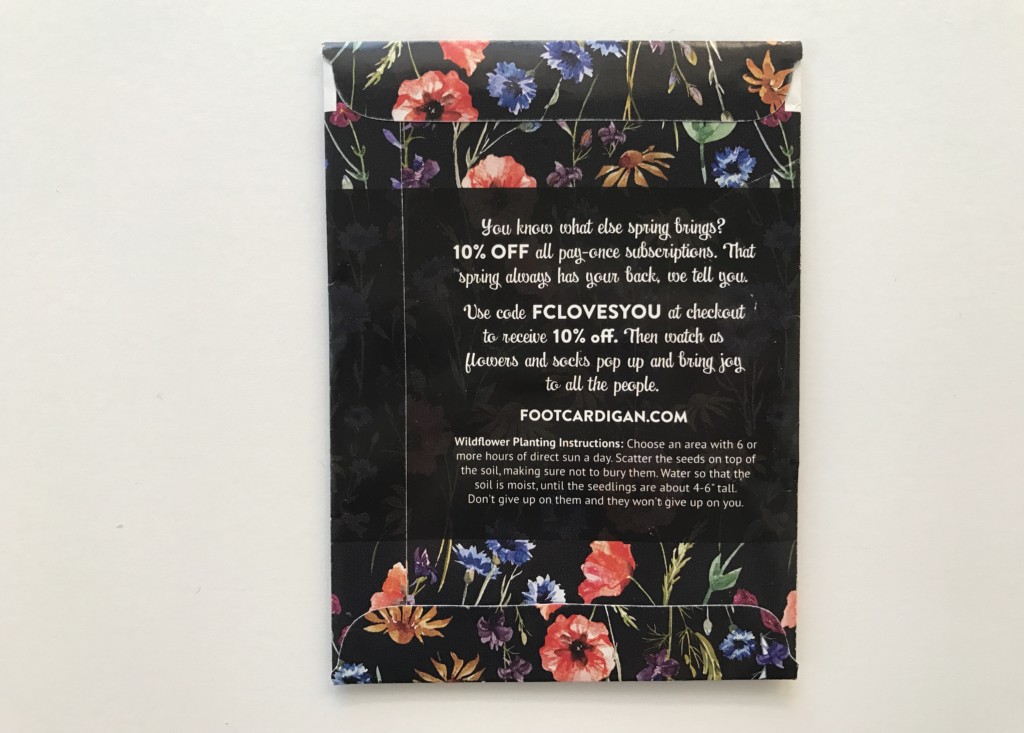 You know what else spring brings?
10% OFF all pay-once subscriptions. That
spring always has your back, we tell you.
Use code FCLOVESYOU at checkout
to receive 10% off. Then watch as
flowers and socks pop up and bring joy
to all the people.
FOOTCARDIGAN.COM
Wildflower Planting Instructions: Choose an area with 6 or
more hours of direct sun a day. Scatter the seeds on top of
the soil, making sure not to bury them. Water so that the
soil is moist, until the seedlings are about 4-6" tall.
Don't give up on them and they won't give up on you.